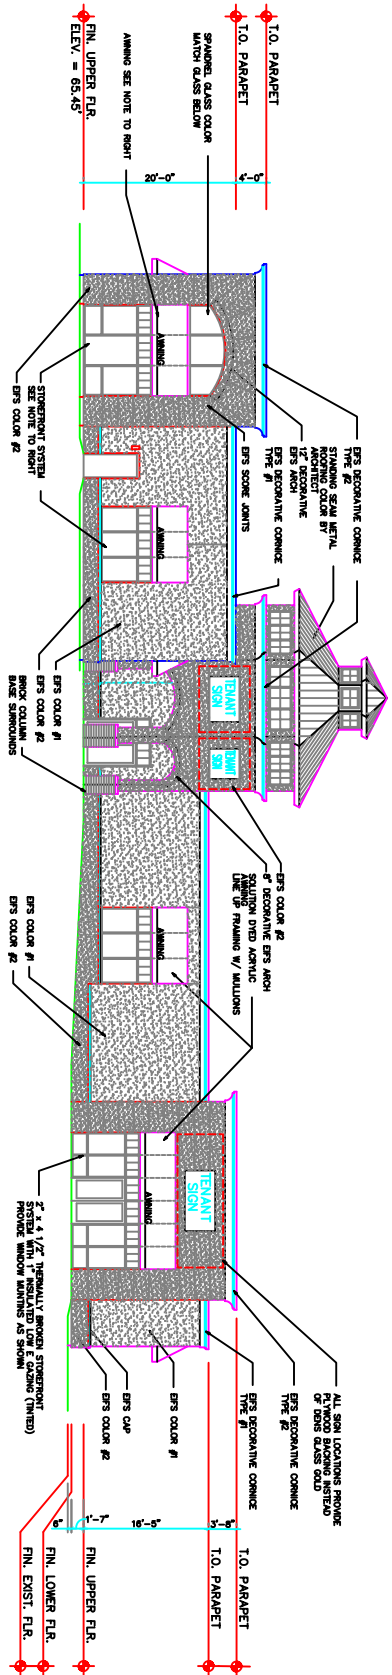 T.O. PARAPET
T.O. PARAPET
FIN. UPPER FLR.
ELEV. = 65.45'
4'-0"
20'-0"
SPANDREL GLASS COLOR
MATCH GLASS BELOW
AWNING SEE NOTE TO RIGHT
EIFS DECORATIVE CORNICE
TYPE #2
STANDING SEAM METAL
ROOFING COLOR BY
ARCHITECT
12" DECORATIVE
EIFS ARCH
EIFS DECORATIVE CORNICE
TYPE #1
EIFS SCORE JOINTS
AWNING
AWNING
STOREFRONT SYSTEM
SEE NOTE TO RIGHT
EIFS COLOR #2
TENANT
SIGN
TENANT
SIGN
EIFS COLOR #1
EIFS COLOR #2
BRICK COLUMN
BASE SURROUNDS
EIFS COLOR #2
8" DECORATIVE EIFS ARCH
SOLUTION DYED ACRYLIC
AWNING
LINE UP FRAMING W/ MULLIONS
AWNING
EIFS COLOR #1
EIFS COLOR #2
TENANT
SIGN
AWNING
2" x 4 1/2" THERMALLY BROKEN STOREFRONT
SYSTEM WITH 1" INSULATED LOW E GAZING (TINTED)
PROVIDE WINDOW MUNTINS AS SHOWN
ALL SIGN LOCATIONS PROVIDE
PLYWOOD BACKING INSTEAD
OF DENS GLASS GOLD
EIFS DECORATIVE CORNICE
TYPE #2
EIFS DECORATIVE CORNICE
TYPE #1
EIFS COLOR #1
EIFS CAP
EIFS COLOR #2
3'-8"
16'-5"
1'-7"
6"
T.O. PARAPET
T.O. PARAPET
FIN. UPPER FLR.
FIN. LOWER FLR.
FIN. EXIST. FLR.